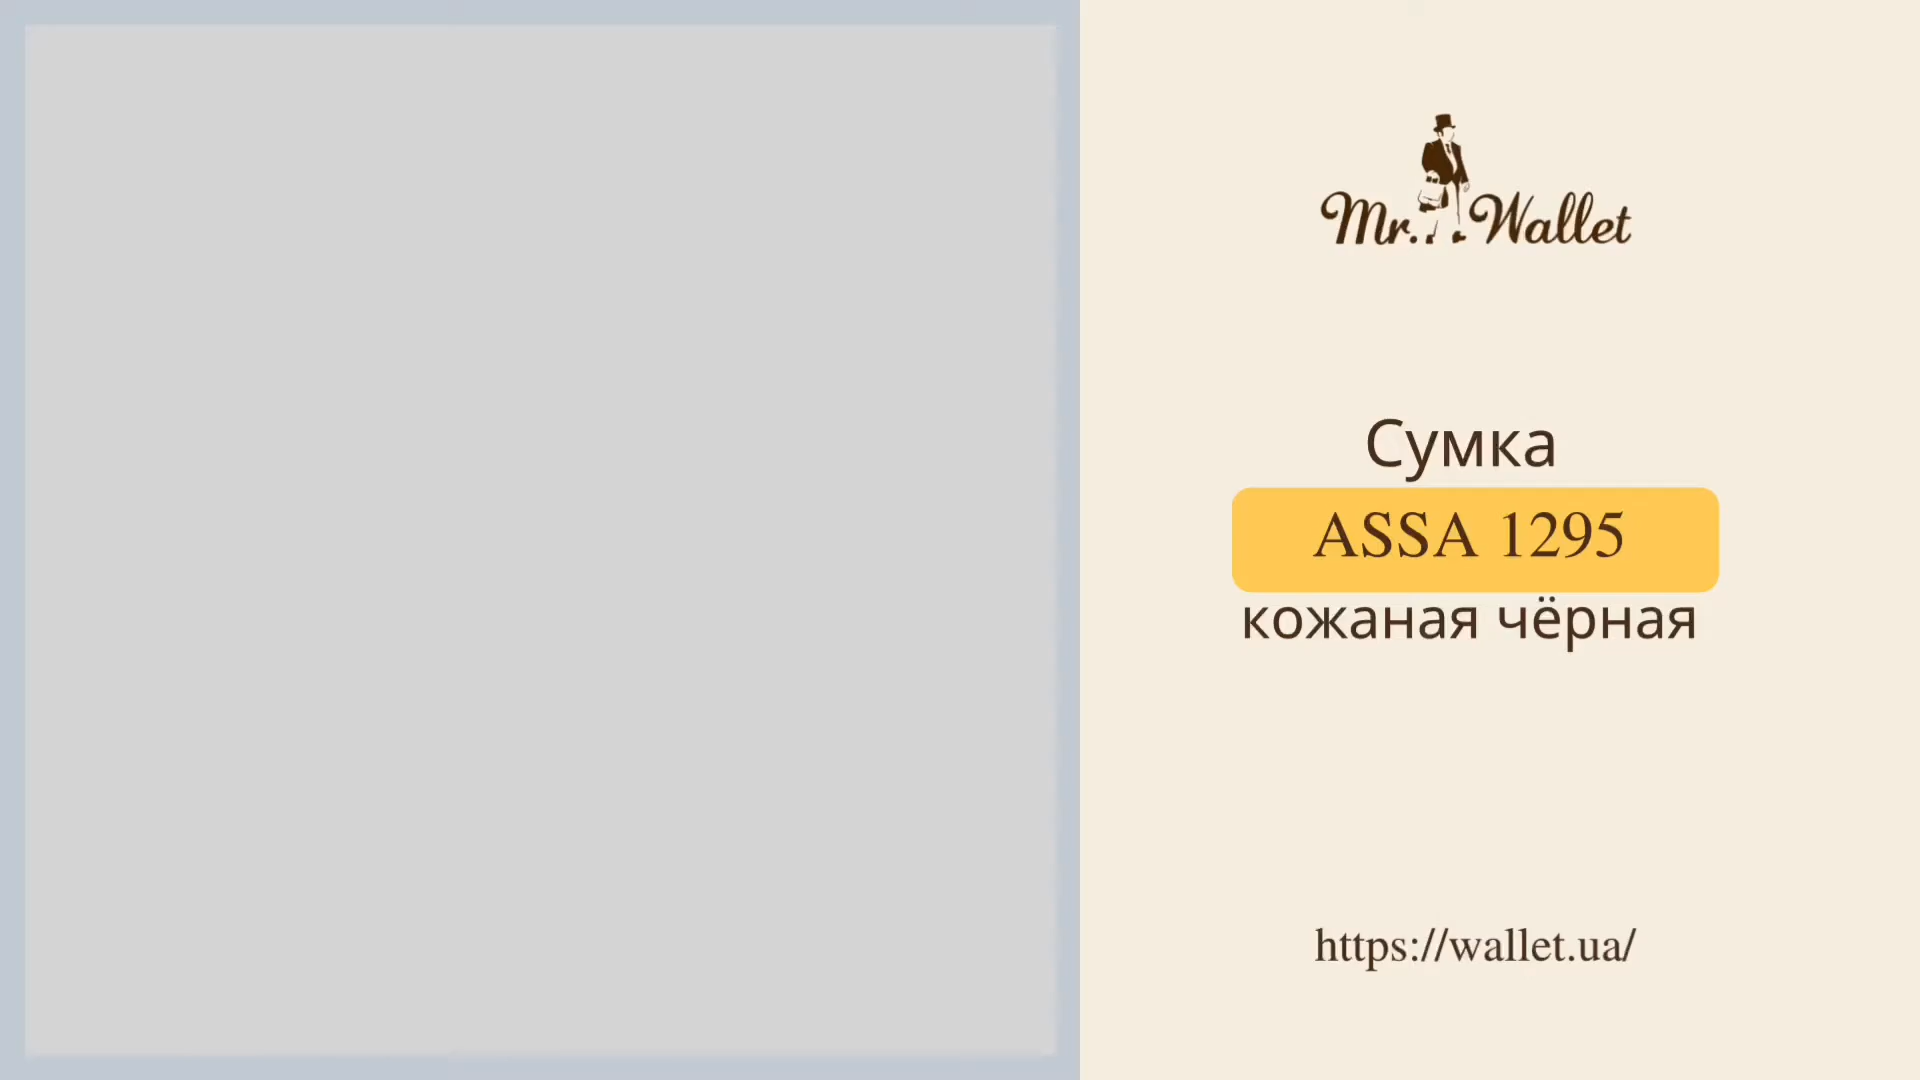 Mr. Wallet
Сумка
ASSA 1295
кожаная чёрная
https://wallet.ua/